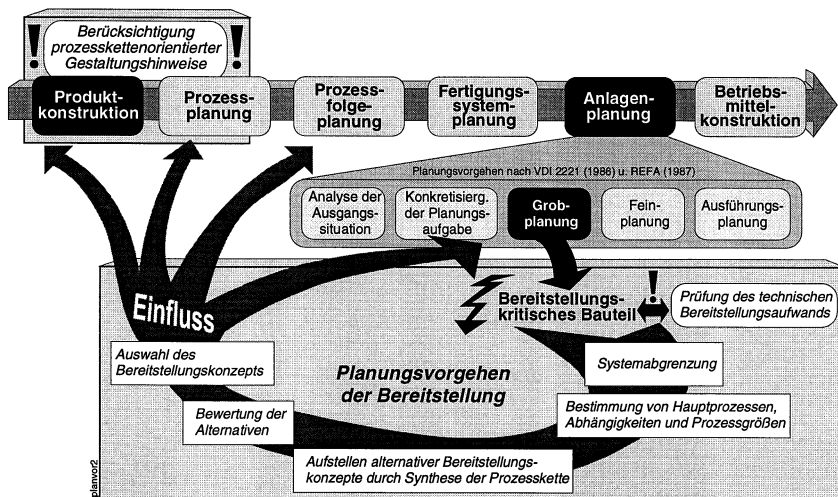 Berücksichtigung
prozesskettenorientierter
Gestaltungshinweise
!
!
Produkt-
konstruktion
Prozess-
planung
Prozess-
folge-
planung
Fertigungs-
system-
planung
Anlagen-
planung
Betriebs-
mittel-
konstruktion
Planungsvorgehen nach VDI 2221 (1986) u. REFA (1987)
Analyse der
Ausgangs-
situation
Konkretisierg.
der Planungs-
aufgabe
Grob-
planung
Fein-
planung
Ausführungs-
planung
Einfluss
Bereitstellungs-
kritisches Bauteil
!
Prüfung des technischen
Bereitstellungsaufwands
Auswahl des
Bereitstellungskonzepts
Planungsvorgehen
der Bereitstellung
Systemabgrenzung
Bewertung der
Alternativen
Bestimmung von Hauptprozessen,
Abhängigkeiten und Prozessgrößen
Aufstellen alternativer Bereitstellungs-
konzepte durch Synthese der Prozesskette
planvor2